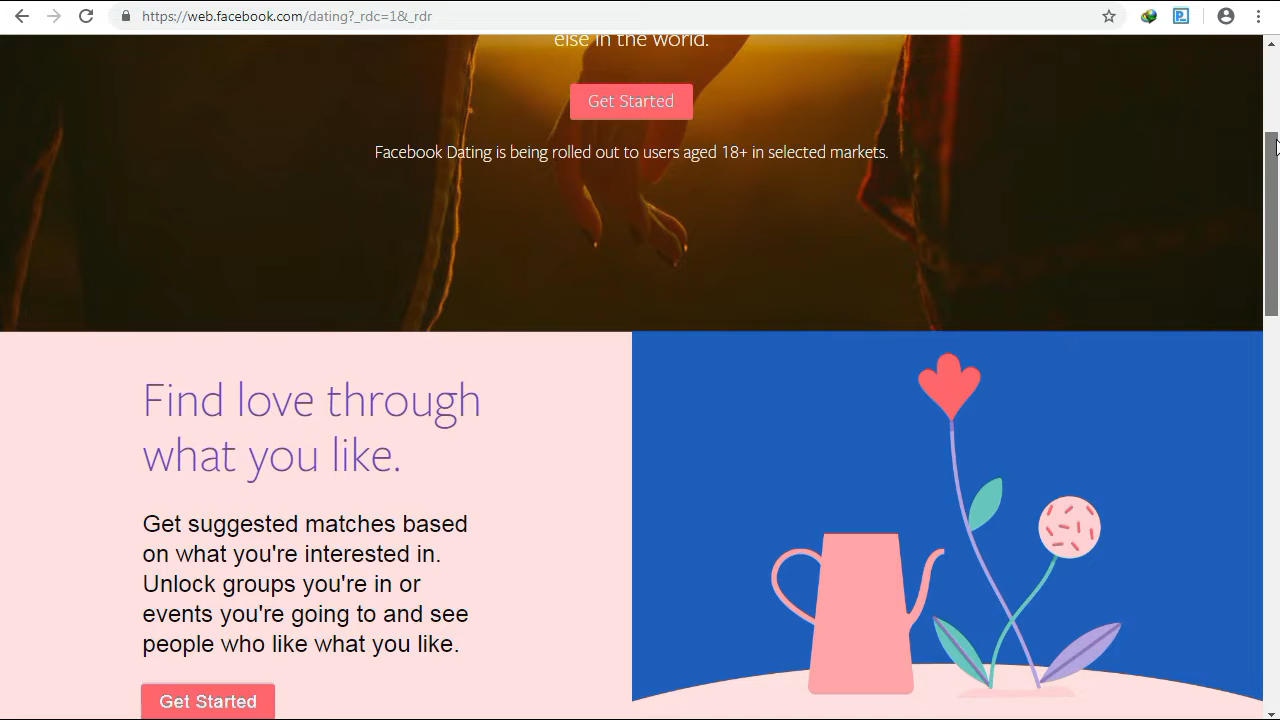 https://web.facebook.com/dating?_rdc=1&_rdr
else in the world.
Get Started
Facebook Dating is being rolled out to users aged 18+ in selected markets.
Find love through
what you like.
Get suggested matches based
on what you're interested in.
Unlock groups you're in or
events you're going to and see
people who like what you like.
Get Started